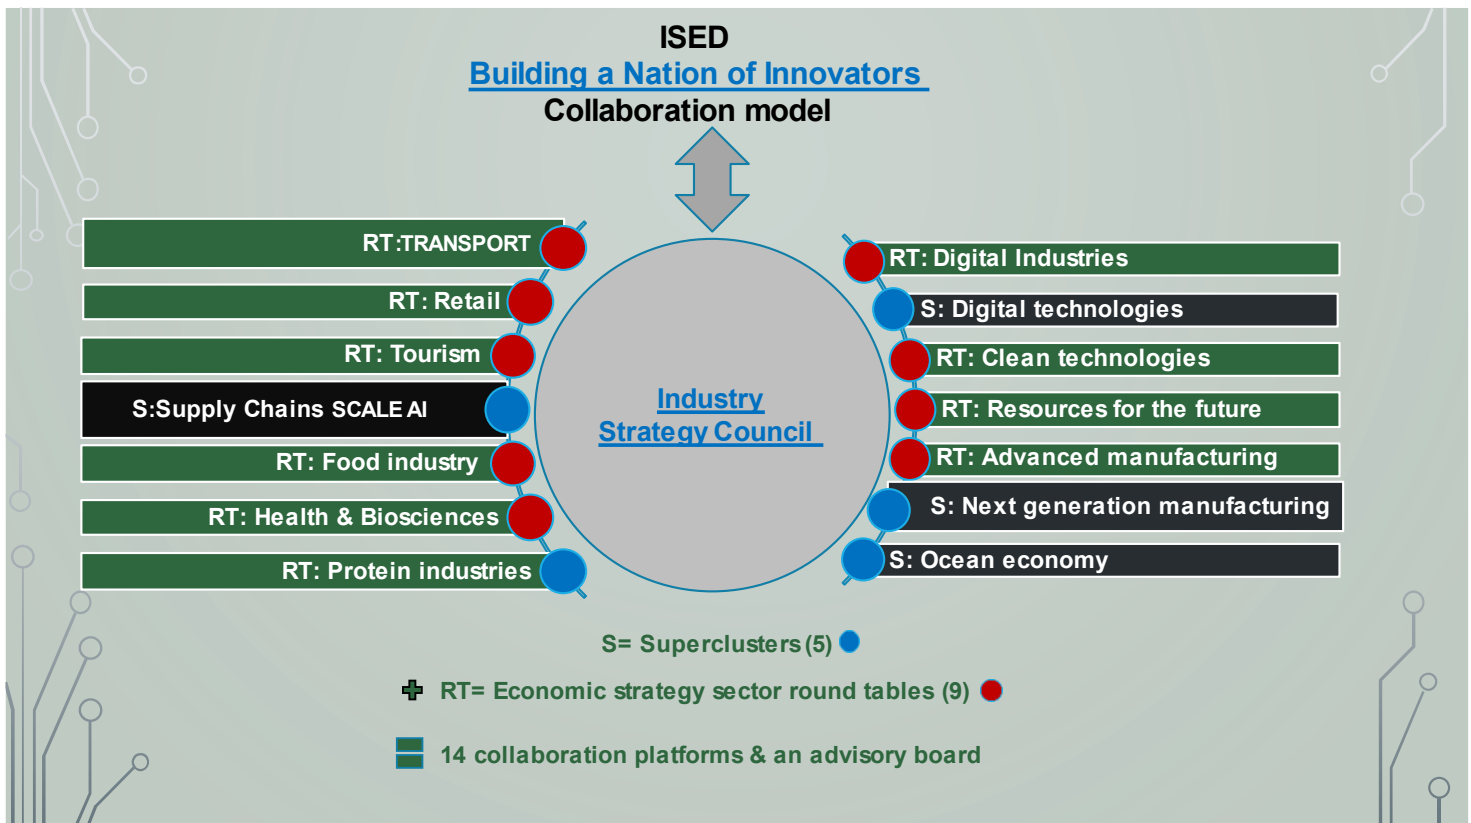 ISED
Building a Nation of Innovators
Collaboration model
RT:TRANSPORT
RT: Retail
RT: Tourism
S:Supply Chains SCALE AI
RT: Food industry
RT: Health & Biosciences
RT: Protein industries
Industry
Strategy Council
RT: Digital Industries
S: Digital technologies
RT: Clean technologies
RT: Resources for the future
RT: Advanced manufacturing
S: Next generation manufacturing
S: Ocean economy
S= Superclusters (5)
RT= Economic strategy sector round tables (9)
14 collaboration platforms & an advisory board